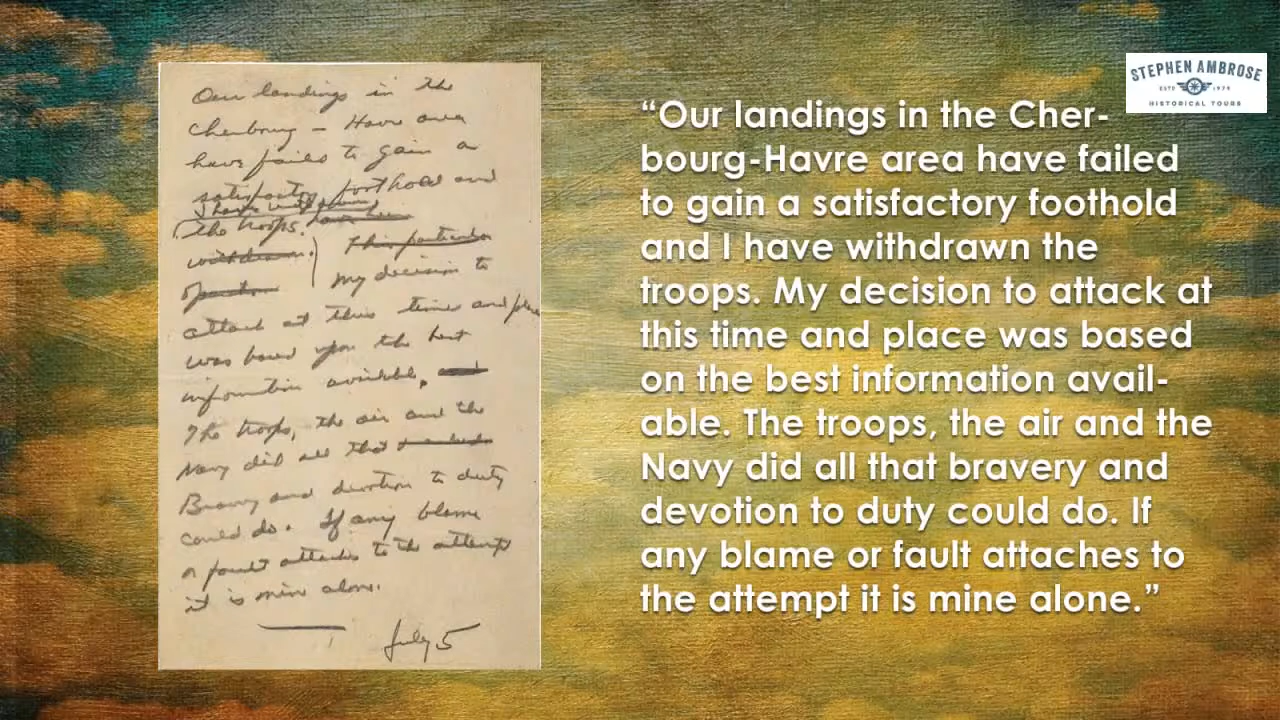 Our landings in the
Cherbourg – Havre area
have failed to gain a
satisfactory foothold and
I have withdrawn
the troops.
withdrawn.
This particular
operation
my decision to
attack at this time and place
was based upon the best
information available,
The troops, the air and the
Navy did all that
Bravery and devotion to duty
could do. If any blame
or fault attaches to the attempt
it is mine alone.
July 5
STEPHEN AMBROSE
ESTD 1979
HISTORICAL TOURS
“Our landings in the Cher-
bourg-Havre area have failed
to gain a satisfactory foothold
and I have withdrawn the
troops. My decision to attack at
this time and place was based
on the best information avail-
able. The troops, the air and the
Navy did all that bravery and
devotion to duty could do. If
any blame or fault attaches to
the attempt it is mine alone.”